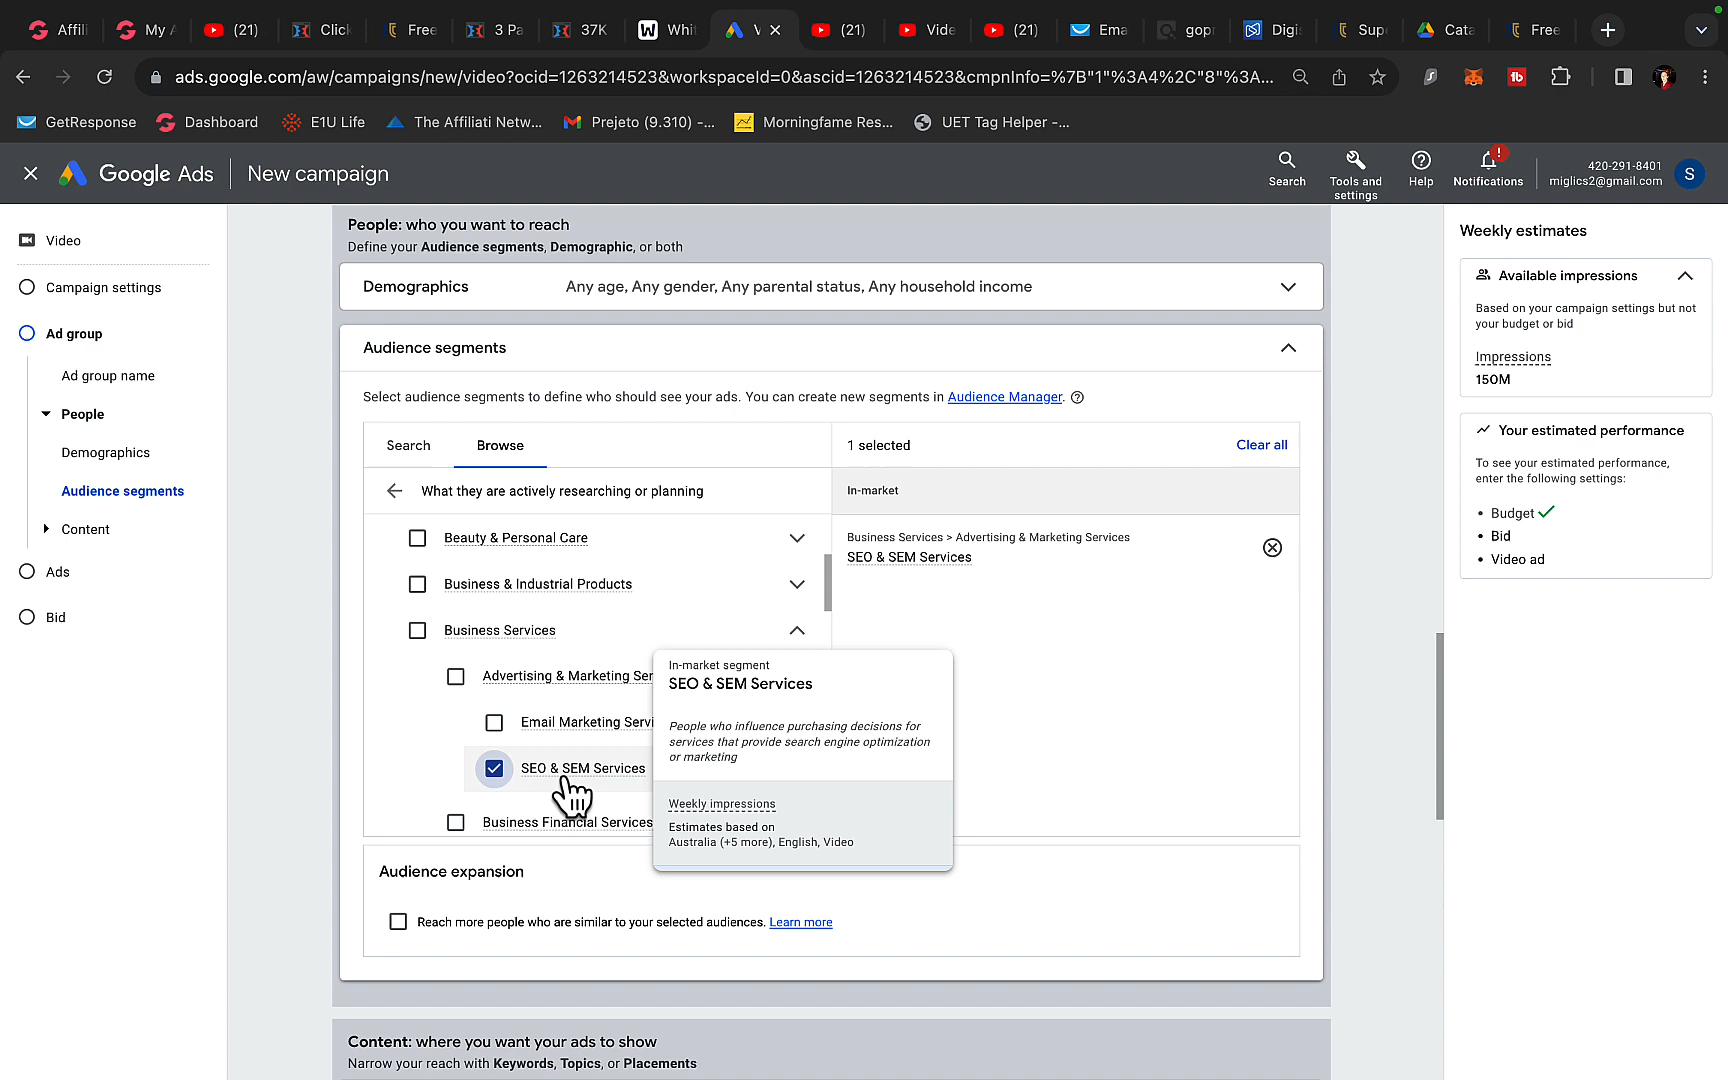 Affili
My A
(21)
Click
Free
3 Pa
37K
Whit
V
(21)
Vide
(21)
Ema
gopr
Digis
Sup
Cata
Free
ads.google.com/aw/campaigns/new/video?ocid=1263214523&workspaceId=0&ascid=1263214523&cmpnInfo=%7B"1"%3A4%2C"8"%3A...
GetResponse
Dashboard
E1U Life
The Affiliati Netw...
Prejeto (9.310) -...
Morningfame Res...
UET Tag Helper -...
Google Ads
New campaign
Search
Tools and
settings
Help
Notifications
420-291-8401
miglics2@gmail.com
S
Video
Campaign settings
Ad group
Ad group name
People
Demographics
Audience segments
Content
Ads
Bid
People: who you want to reach
Define your Audience segments, Demographic, or both
Demographics
Any age, Any gender, Any parental status, Any household income
Audience segments
Select audience segments to define who should see your ads. You can create new segments in Audience Manager.
Search
Browse
1 selected
Clear all
What they are actively researching or planning
In-market
Beauty & Personal Care
Business Services > Advertising & Marketing Services
SEO & SEM Services
Business & Industrial Products
Business Services
Advertising & Marketing Ser
Email Marketing Servi
SEO & SEM Services
Business Financial Services
In-market segment
SEO & SEM Services
People who influence purchasing decisions for
services that provide search engine optimization
or marketing
Weekly impressions
Estimates based on
Australia (+5 more), English, Video
Audience expansion
Reach more people who are similar to your selected audiences. Learn more
Content: where you want your ads to show
Narrow your reach with Keywords, Topics, or Placements
Weekly estimates
Available impressions
Based on your campaign settings but not
your budget or bid
Impressions
150M
Your estimated performance
To see your estimated performance,
enter the following settings:
• Budget
• Bid
• Video ad